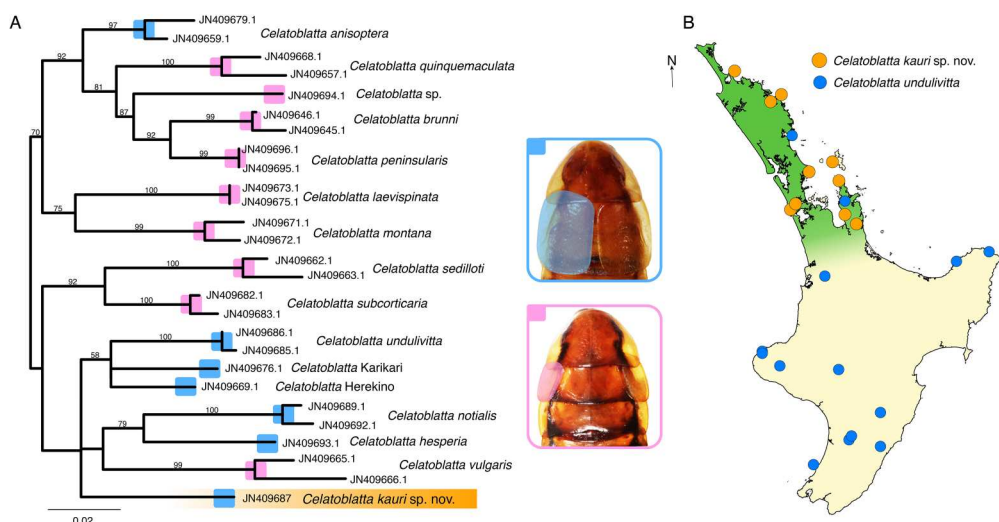 A
97
JN409679.1
JN409659.1
Celatoblatta anisoptera
92
100
JN409668.1
JN409657.1
Celatoblatta quinquemaculata
81
JN409694.1
Celatoblatta sp.
87
99
JN409646.1
JN409645.1
Celatoblatta brunni
92
99
JN409696.1
JN409695.1
Celatoblatta peninsularis
70
100
JN409673.1
JN409675.1
Celatoblatta laevispinata
75
99
JN409671.1
JN409672.1
Celatoblatta montana
100
JN409662.1
JN409663.1
Celatoblatta sedilloti
92
100
JN409682.1
JN409683.1
Celatoblatta subcorticaria
100
JN409686.1
JN409685.1
Celatoblatta undulivitta
58
JN409676.1
Celatoblatta Karikari
JN409669.1
Celatoblatta Herekino
100
JN409689.1
JN409692.1
Celatoblatta notialis
79
JN409693.1
Celatoblatta hesperia
99
JN409665.1
JN409666.1
Celatoblatta vulgaris
JN409687
Celatoblatta kauri sp. nov.
0.02
B
N
Celatoblatta kauri sp. nov.
Celatoblatta undulivitta